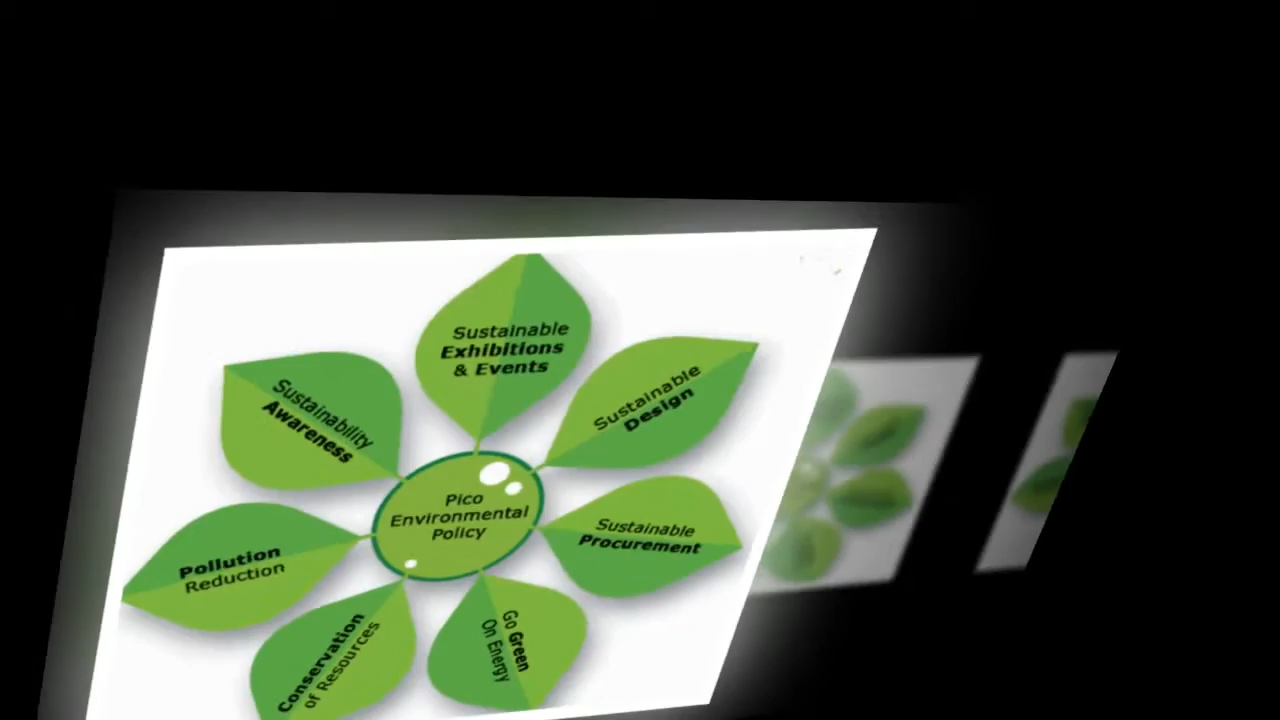 Sustainable
Exhibitions
& Events
Sustainable
Design
Sustainability
Awareness
Pico
Environmental
Policy
Sustainable
Procurement
Pollution
Reduction
Conservation
of Resources
Go Green
On Energy